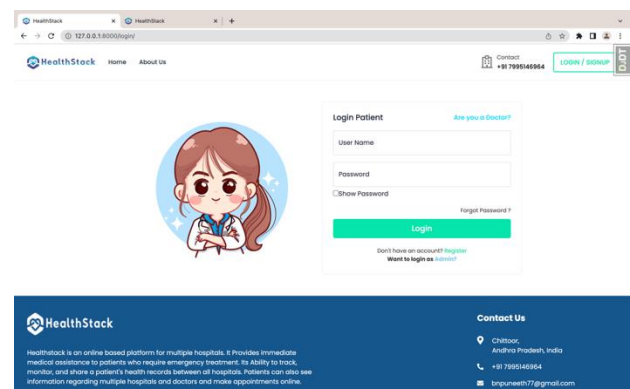 HealthStack
HealthStack
127.0.0.1:8000/login/
HealthStack
Home
About Us
Contact
+91 7995146964
LOGIN / SIGNUP
DJDT
Login Patient
Are you a Doctor?
User Name
Password
Show Password
Forgot Password ?
Login
Don't have an account? Register
Want to login as Admin?
HealthStack
Healthstack is an online based platform for multiple hospitals. It Provides immediate
medical assistance to patients who require emergency treatment. Its Ability to track,
monitor, and share a patient's health records between all hospitals. Patients can also see
information regarding multiple hospitals and doctors and make appointments online.
Contact Us
Chittoor,
Andhra Pradesh, India
+91 7995146964
bnpuneeth77@gmail.com